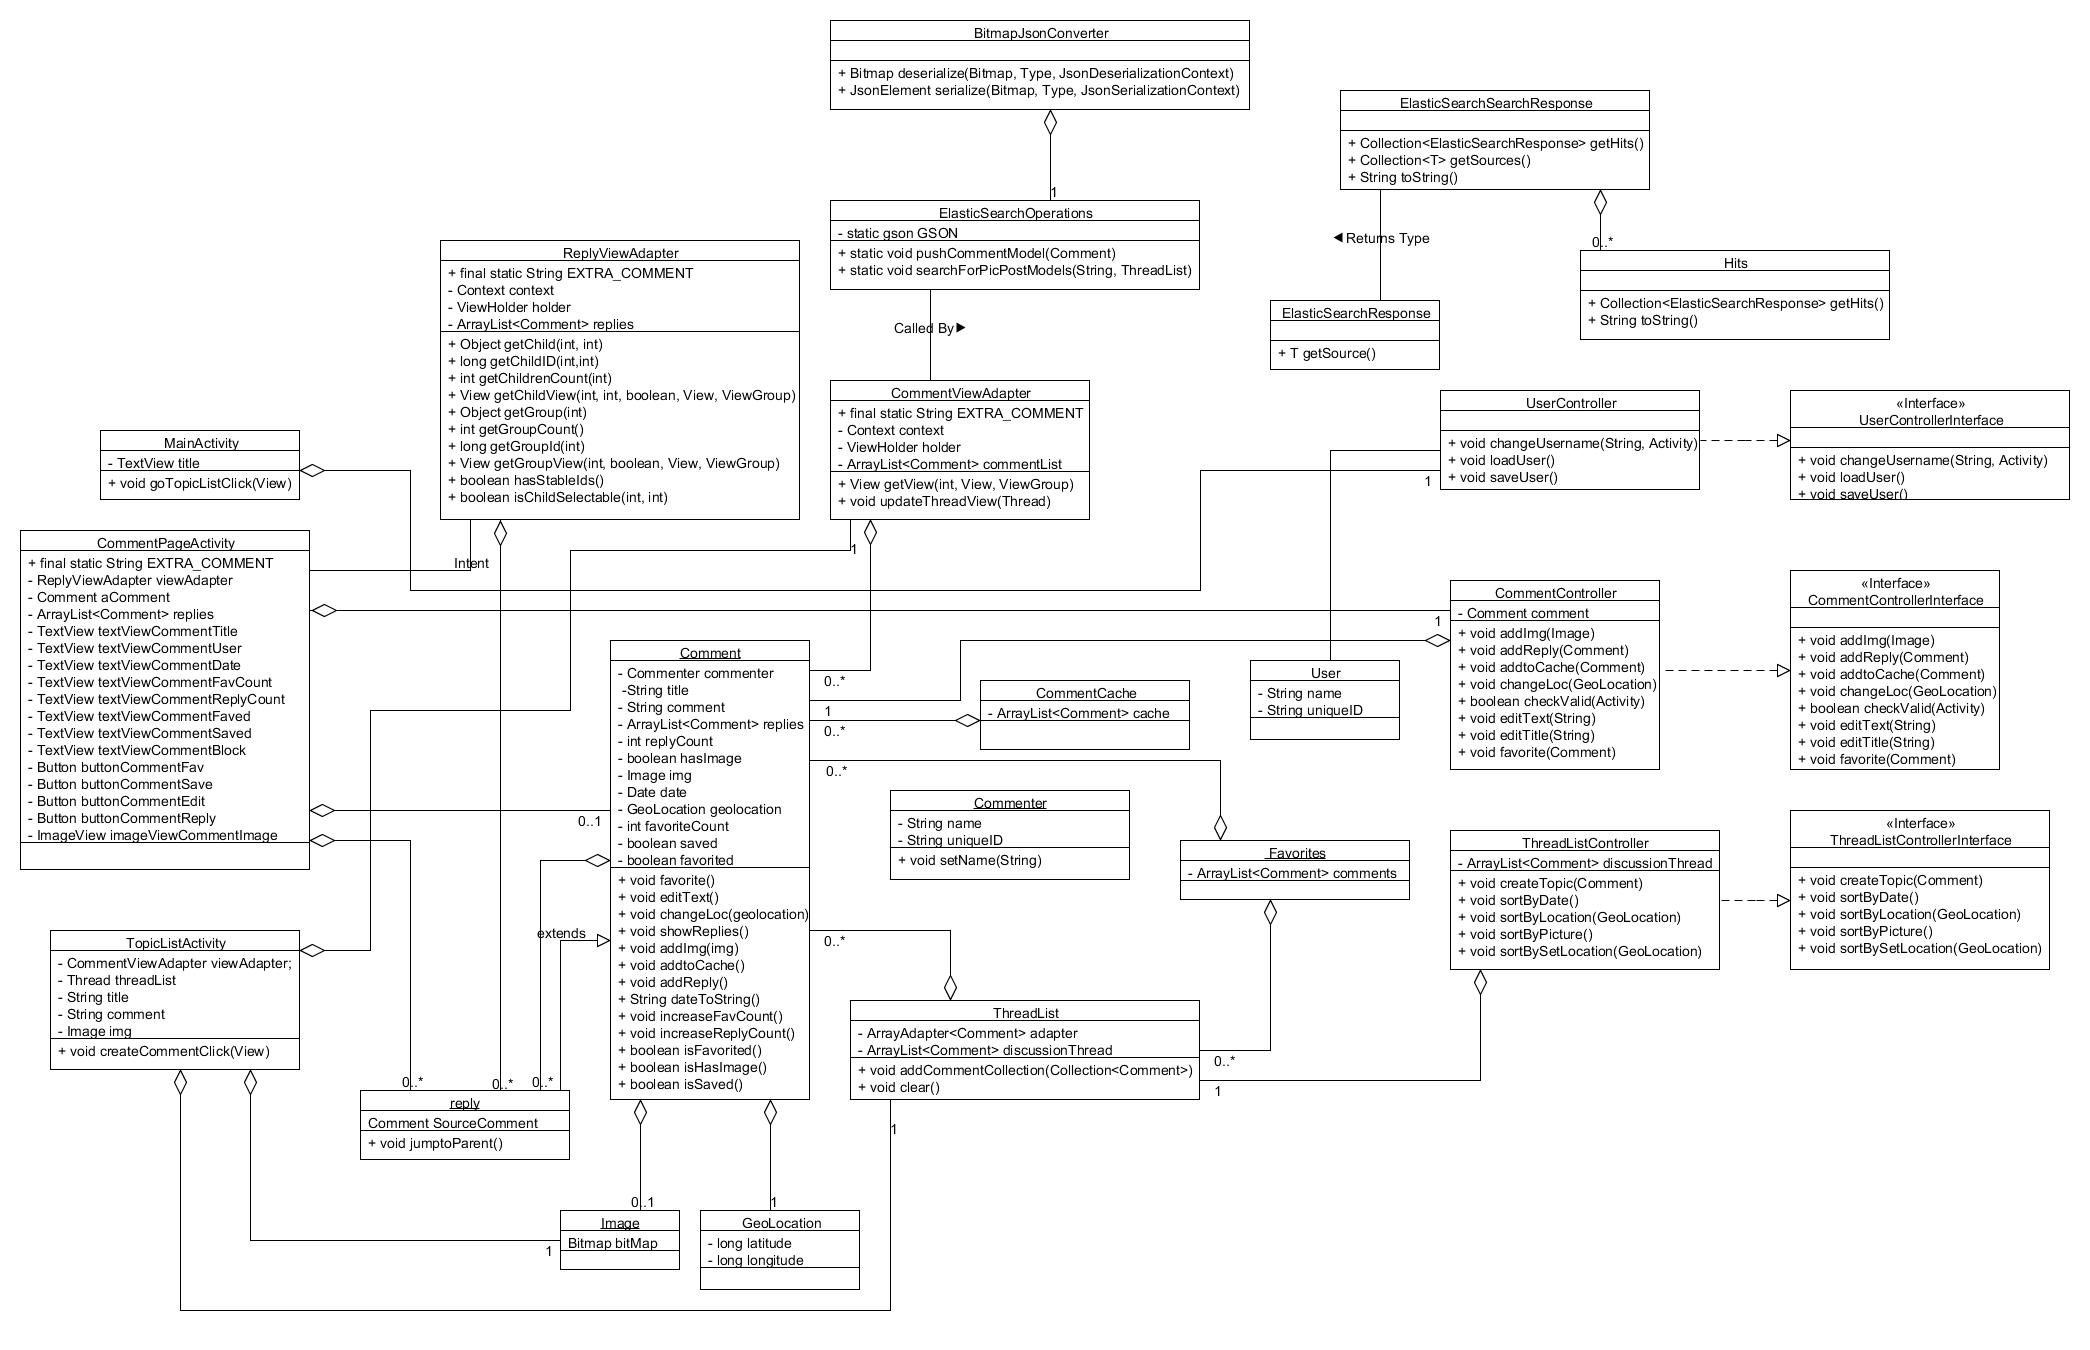 BitmapJsonConverter
+ Bitmap deserialize(Bitmap, Type, JsonDeserializationContext)
+ JsonElement serialize(Bitmap, Type, JsonSerializationContext)
1
ElasticSearchSearchResponse
+ Collection<ElasticSearchResponse> getHits()
+ Collection<T> getSources()
+ String toString()
◀ Returns Type
0..*
ElasticSearchOperations
- static gson GSON
+ static void pushCommentModel(Comment)
+ static void searchForPicPostModels(String, ThreadList)
Called By ▶
Hits
+ Collection<ElasticSearchResponse> getHits()
+ String toString()
ElasticSearchResponse
+ T getSource()
ReplyViewAdapter
+ final static String EXTRA_COMMENT
- Context context
- ViewHolder holder
- ArrayList<Comment> replies
+ Object getChild(int, int)
+ long getChildID(int,int)
+ int getChildrenCount(int)
+ View getChildView(int, int, boolean, View, ViewGroup)
+ Object getGroup(int)
+ int getGroupCount()
+ long getGroupId(int)
+ View getGroupView(int, boolean, View, ViewGroup)
+ boolean hasStableIds()
+ boolean isChildSelectable(int, int)
CommentViewAdapter
+ final static String EXTRA_COMMENT
- Context context
- ViewHolder holder
- ArrayList<Comment> commentList
+ View getView(int, View, ViewGroup)
+ void updateThreadView(Thread)
1
UserController
+ void changeUsername(String, Activity)
+ void loadUser()
+ void saveUser()
1
«Interface»
UserControllerInterface
+ void changeUsername(String, Activity)
+ void loadUser()
+ void saveUser()
MainActivity
- TextView title
+ void goTopicListClick(View)
CommentPageActivity
+ final static String EXTRA_COMMENT
- ReplyViewAdapter viewAdapter
- Comment aComment
- ArrayList<Comment> replies
- TextView textViewCommentTitle
- TextView textViewCommentUser
- TextView textViewCommentDate
- TextView textViewCommentFavCount
- TextView textViewCommentReplyCount
- TextView textViewCommentFaved
- TextView textViewCommentSaved
- TextView textViewCommentBlock
- Button buttonCommentFav
- Button buttonCommentSave
- Button buttonCommentEdit
- Button buttonCommentReply
- ImageView imageViewCommentImage
Intent
CommentController
- Comment comment
+ void addImg(Image)
+ void addReply(Comment)
+ void addtoCache(Comment)
+ void changeLoc(GeoLocation)
+ boolean checkValid(Activity)
+ void editText(String)
+ void editTitle(String)
+ void favorite(Comment)
1
«Interface»
CommentControllerInterface
+ void addImg(Image)
+ void addReply(Comment)
+ void addtoCache(Comment)
+ void changeLoc(GeoLocation)
+ boolean checkValid(Activity)
+ void editText(String)
+ void editTitle(String)
+ void favorite(Comment)
Comment
- Commenter commenter
-String title
- String comment
- ArrayList<Comment> replies
- int replyCount
- boolean hasImage
- Image img
- Date date
- GeoLocation geolocation
- int favoriteCount
- boolean saved
- boolean favorited
+ void favorite()
+ void editText()
+ void changeLoc(geolocation)
+ void showReplies()
+ void addImg(img)
+ void addtoCache()
+ void addReply()
+ String dateToString()
+ void increaseFavCount()
+ void increaseReplyCount()
+ boolean isFavorited()
+ boolean isHasImage()
+ boolean isSaved()
0..*
1
0..*
0..*
0..*
0..1
extends
CommentCache
- ArrayList<Comment> cache
User
- String name
- String uniqueID
Commenter
- String name
- String uniqueID
+ void setName(String)
Favorites
- ArrayList<Comment> comments
ThreadListController
- ArrayList<Comment> discussionThread
+ void createTopic(Comment)
+ void sortByDate()
+ void sortByLocation(GeoLocation)
+ void sortByPicture()
+ void sortBySetLocation(GeoLocation)
«Interface»
ThreadListControllerInterface
+ void createTopic(Comment)
+ void sortByDate()
+ void sortByLocation(GeoLocation)
+ void sortByPicture()
+ void sortBySetLocation(GeoLocation)
TopicListActivity
- CommentViewAdapter viewAdapter;
- Thread threadList
- String title
- String comment
- Image img
+ void createCommentClick(View)
ThreadList
- ArrayAdapter<Comment> adapter
- ArrayList<Comment> discussionThread
+ void addCommentCollection(Collection<Comment>)
+ void clear()
0..*
1
1
0..*
0..*
0..*
reply
Comment SourceComment
+ void jumptoParent()
0..1
1
Image
Bitmap bitMap
1
GeoLocation
- long latitude
- long longitude